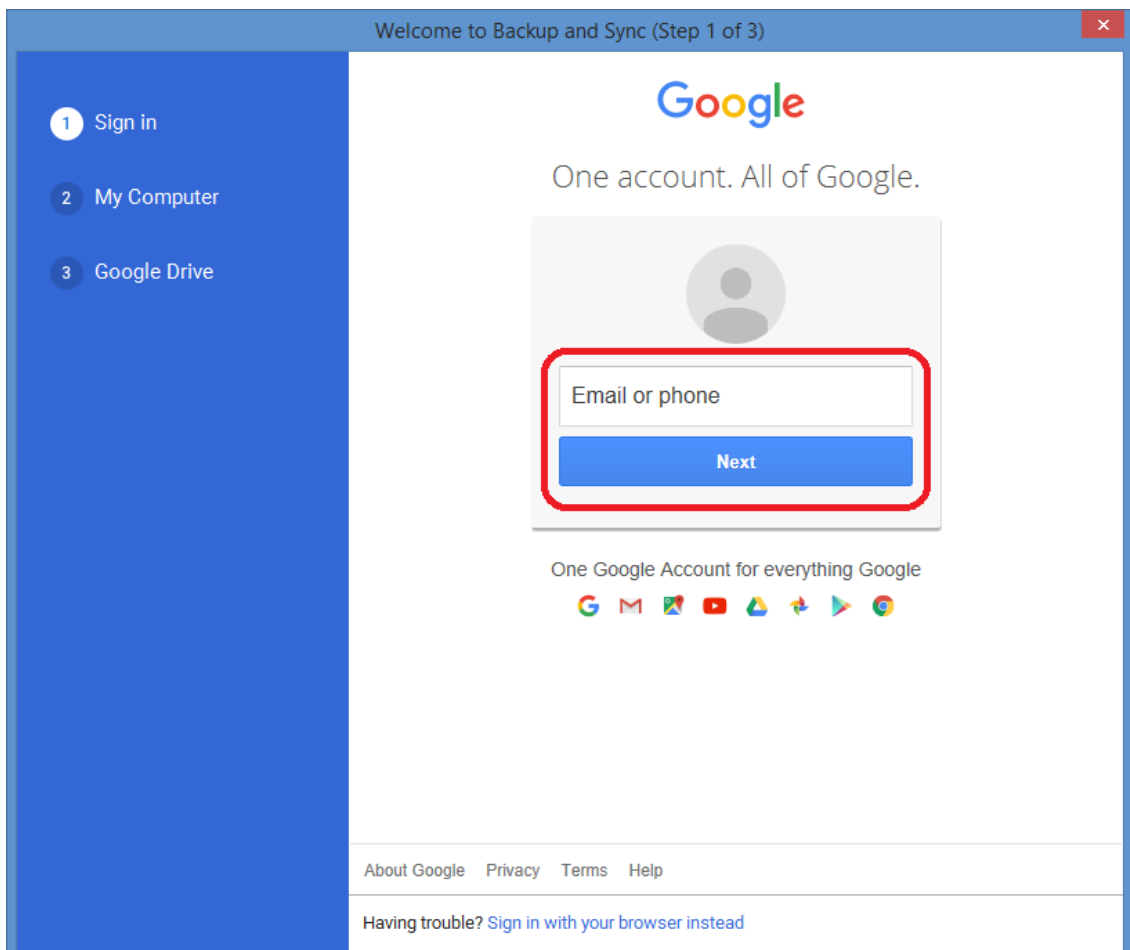 Welcome to Backup and Sync (Step 1 of 3)
1 Sign in
2 My Computer
3 Google Drive
Google
One account. All of Google.
Email or phone
Next
One Google Account for everything Google
About Google Privacy Terms Help
Having trouble? Sign in with your browser instead